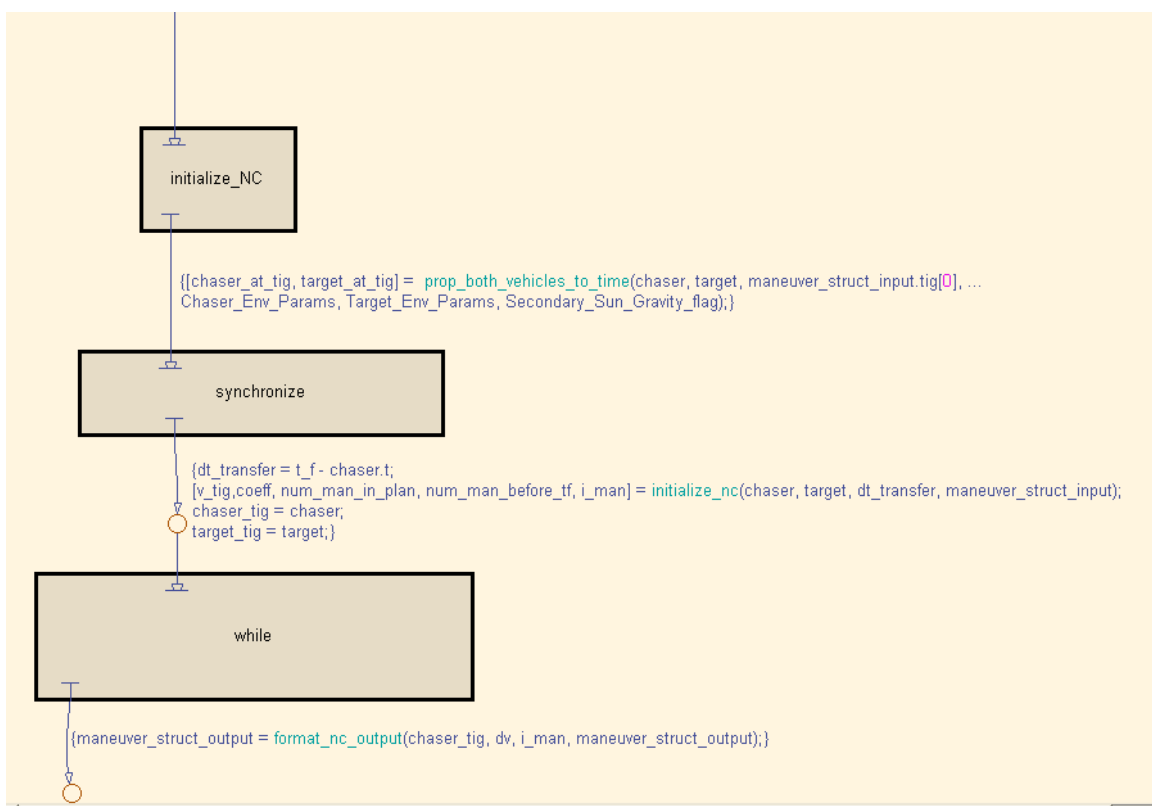 initialize_NC
{[chaser_at_tig, target_at_tig] = prop_both_vehicles_to_time(chaser, target, maneuver_struct_input.tig[0], ...
Chaser_Env_Params, Target_Env_Params, Secondary_Sun_Gravity_flag);}
synchronize
{dt_transfer = t_f - chaser.t;
[v_tig,coeff, num_man_in_plan, num_man_before_tf, i_man] = initialize_nc(chaser, target, dt_transfer, maneuver_struct_input);
chaser_tig = chaser;
target_tig = target;}
while
{maneuver_struct_output = format_nc_output(chaser_tig, dv, i_man, maneuver_struct_output);}